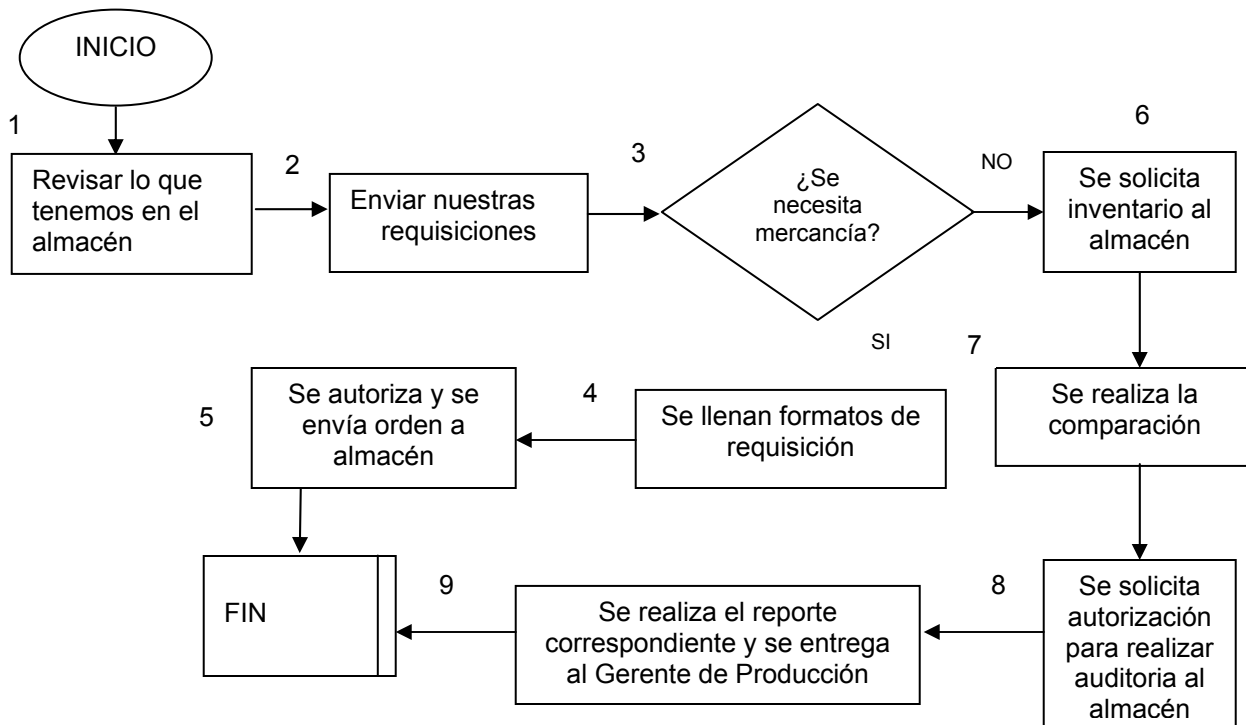 INICIO
1
Revisar lo que
tenemos en el
almacén
2
Enviar nuestras
requisiciones
3
¿Se
necesita
mercancía?
NO
6
Se solicita
inventario al
almacén
SI
7
Se realiza la
comparación
5
Se autoriza y se
envía orden a
almacén
4
Se llenan formatos de
requisición
FIN
9
Se realiza el reporte
correspondiente y se entrega
al Gerente de Producción
8
Se solicita
autorización
para realizar
auditoria al
almacén